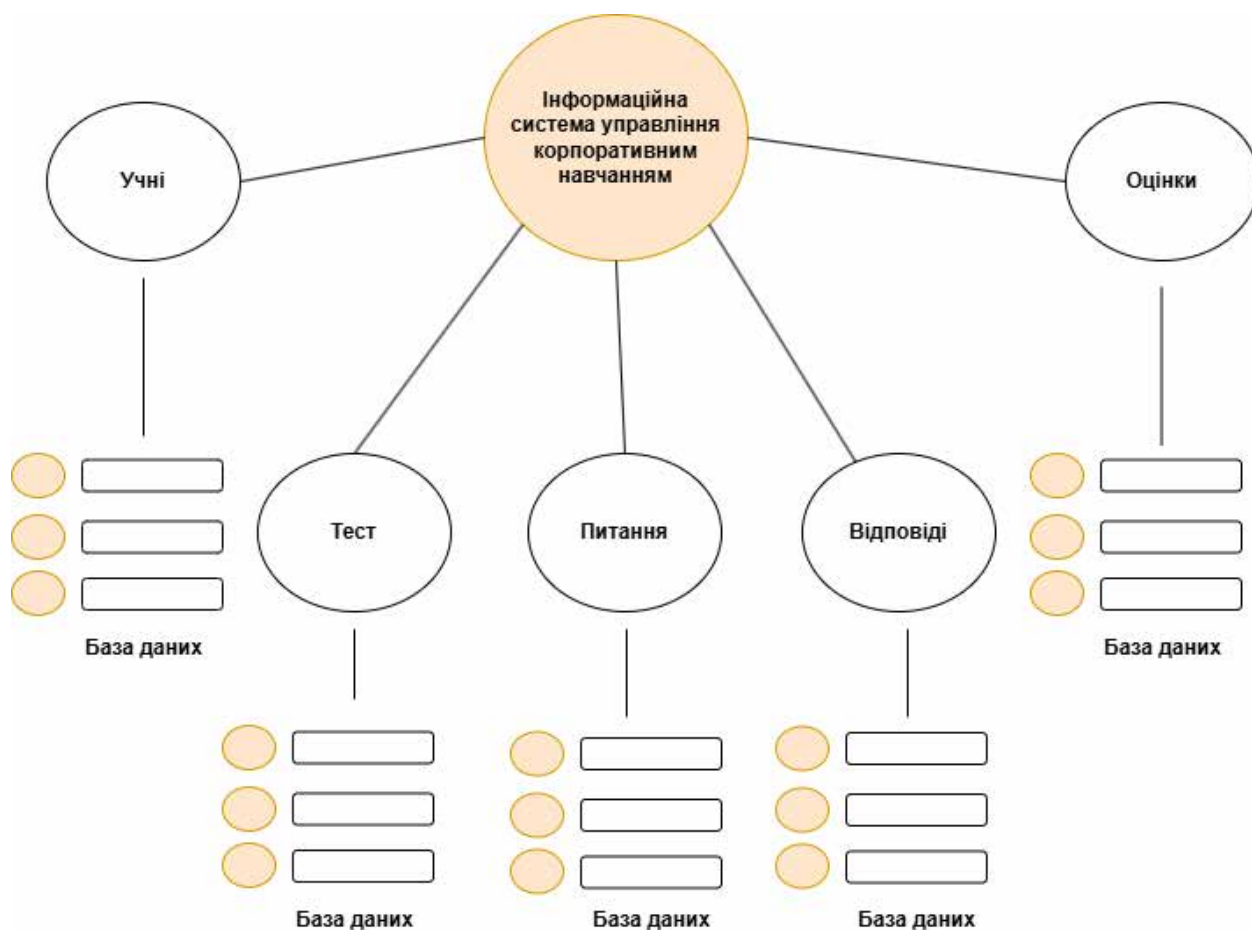 Інформаційна
система управління
корпоративним
навчанням
Учні
Оцінки
Тест
Питання
Відповіді
База даних
База даних
База даних
База даних
База даних